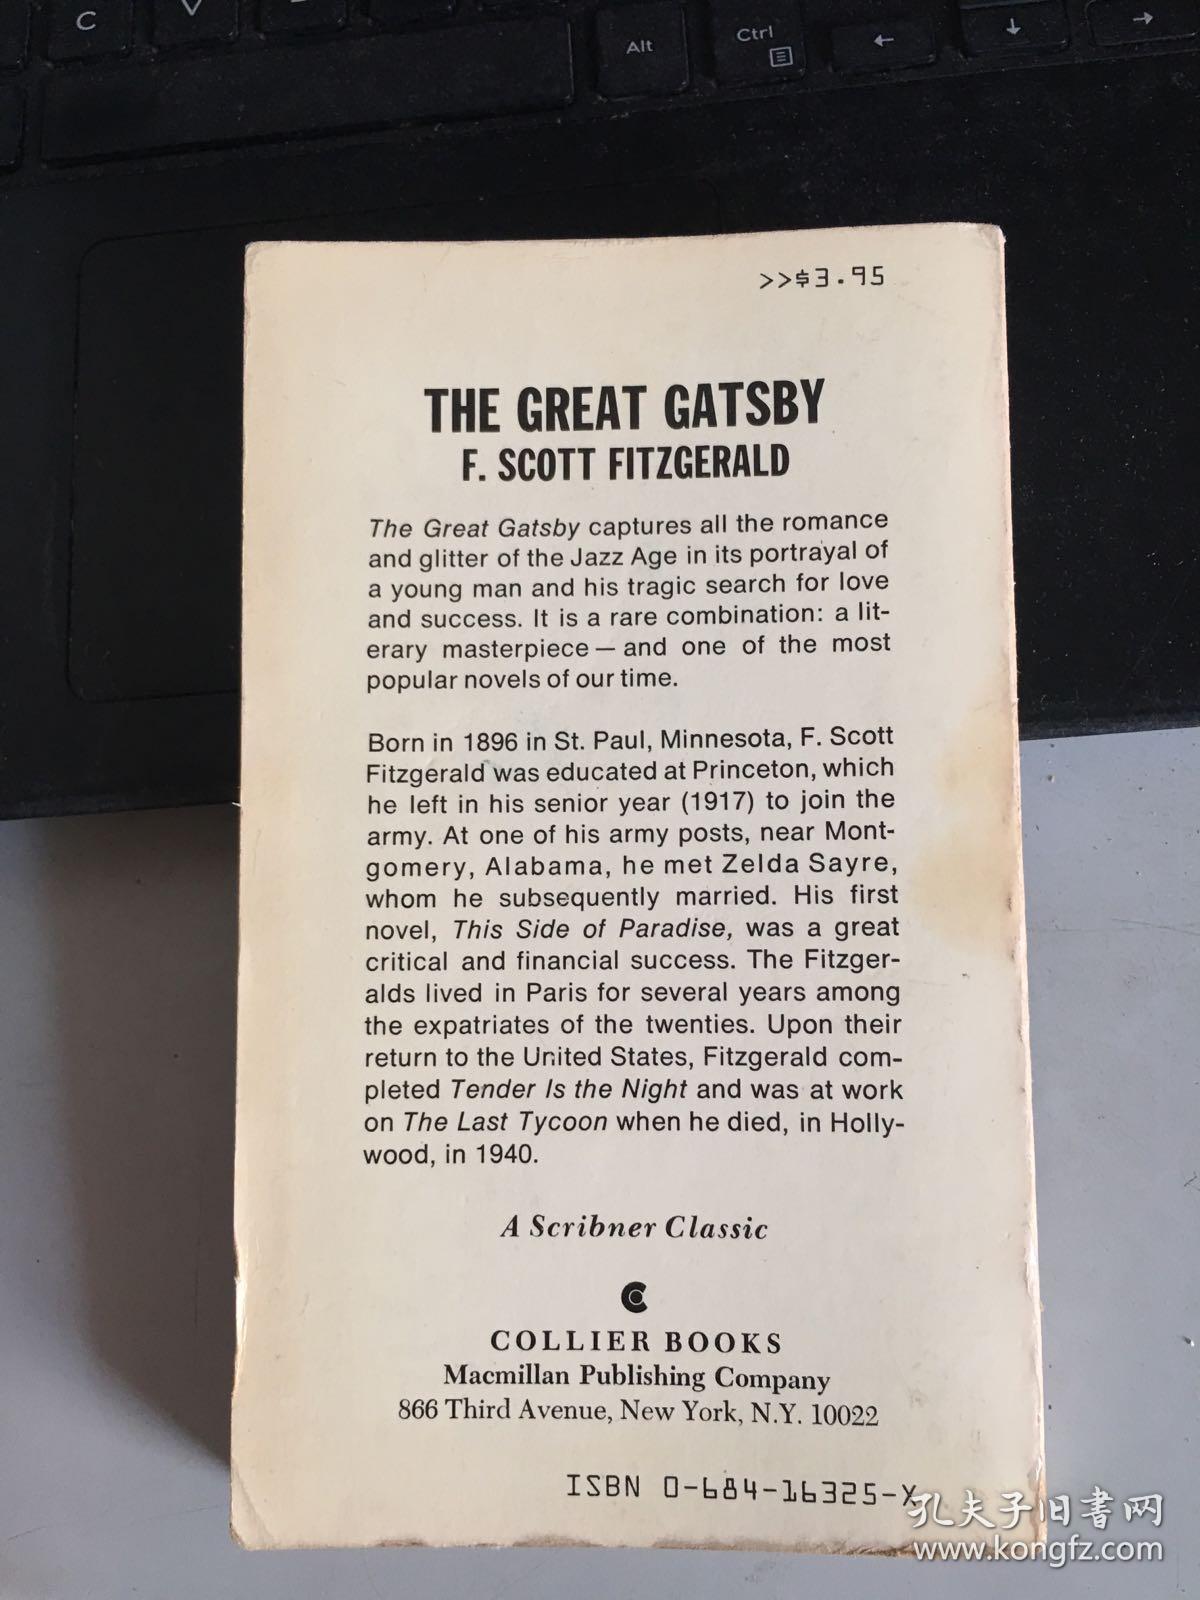 C
V
Alt
Ctrl
←
↓
→
>>$3.95
THE GREAT GATSBY
F. SCOTT FITZGERALD
The Great Gatsby captures all the romance
and glitter of the Jazz Age in its portrayal of
a young man and his tragic search for love
and success. It is a rare combination: a lit-
erary masterpiece — and one of the most
popular novels of our time.
Born in 1896 in St. Paul, Minnesota, F. Scott
Fitzgerald was educated at Princeton, which
he left in his senior year (1917) to join the
army. At one of his army posts, near Mont-
gomery, Alabama, he met Zelda Sayre,
whom he subsequently married. His first
novel, This Side of Paradise, was a great
critical and financial success. The Fitzger-
alds lived in Paris for several years among
the expatriates of the twenties. Upon their
return to the United States, Fitzgerald com-
pleted Tender Is the Night and was at work
on The Last Tycoon when he died, in Holly-
wood, in 1940.
A Scribner Classic
COLLIER BOOKS
Macmillan Publishing Company
866 Third Avenue, New York, N.Y. 10022
ISBN 0-684-16325-X
孔夫子旧书网
www.kongfz.com